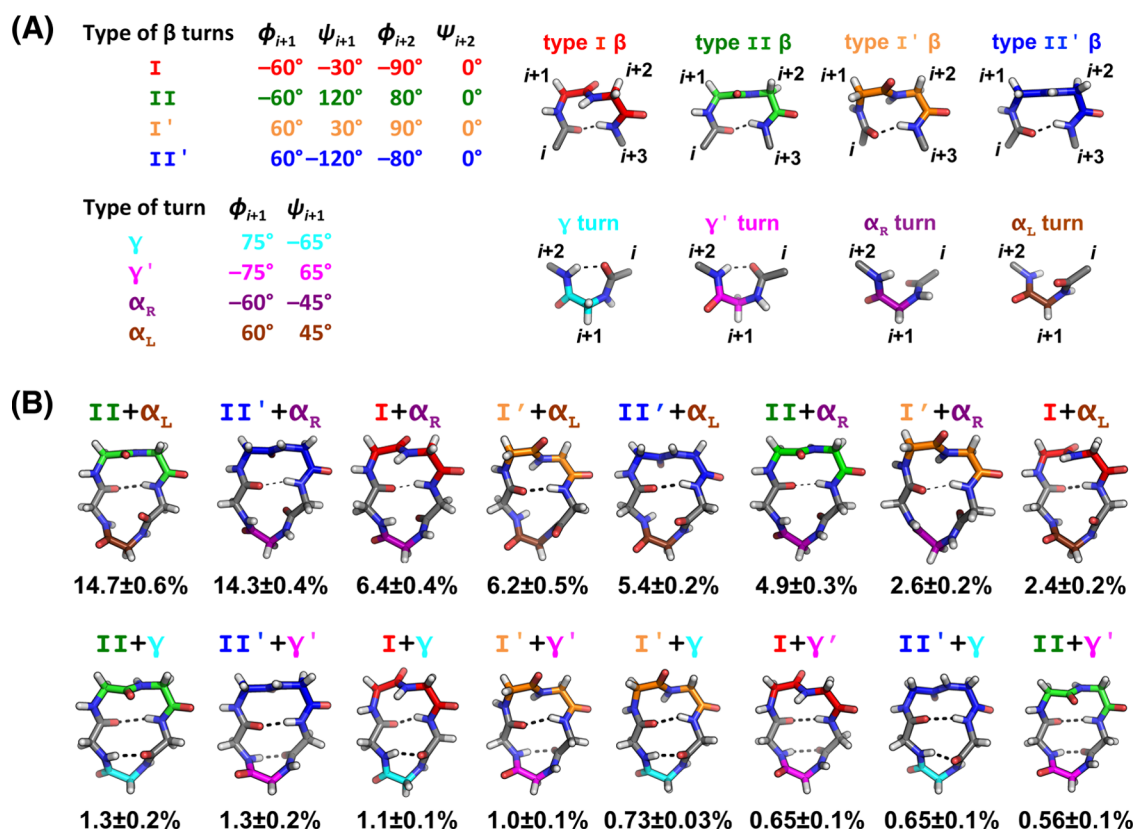 (A)
Type of β turns ϕi+1 ψi+1 ϕi+2 Ψi+2
I −60° −30° −90° 0°
II −60° 120° 80° 0°
I' 60° 30° 90° 0°
II' 60° −120° −80° 0°
type I β type II β type I' β type II' β
i+1 i+2 i+1 i+2 i+1 i+2 i+1 i+2
i i+3 i i+3 i i+3 i i+3
Type of turn ϕi+1 ψi+1
γ 75° −65°
γ' −75° 65°
αR −60° −45°
αL 60° 45°
γ turn γ' turn αR turn αL turn
i+2 i i+2 i i+2 i i+2 i
i+1 i+1 i+1 i+1
(B)
II+αL II'+αR I+αR I'+αL II'+αL II+αR I'+αR I+αL
14.7±0.6% 14.3±0.4% 6.4±0.4% 6.2±0.5% 5.4±0.2% 4.9±0.3% 2.6±0.2% 2.4±0.2%
II+γ II'+γ' I+γ I'+γ' I'+γ I+γ' II'+γ II+γ'
1.3±0.2% 1.3±0.2% 1.1±0.1% 1.0±0.1% 0.73±0.03% 0.65±0.1% 0.65±0.1% 0.56±0.1%